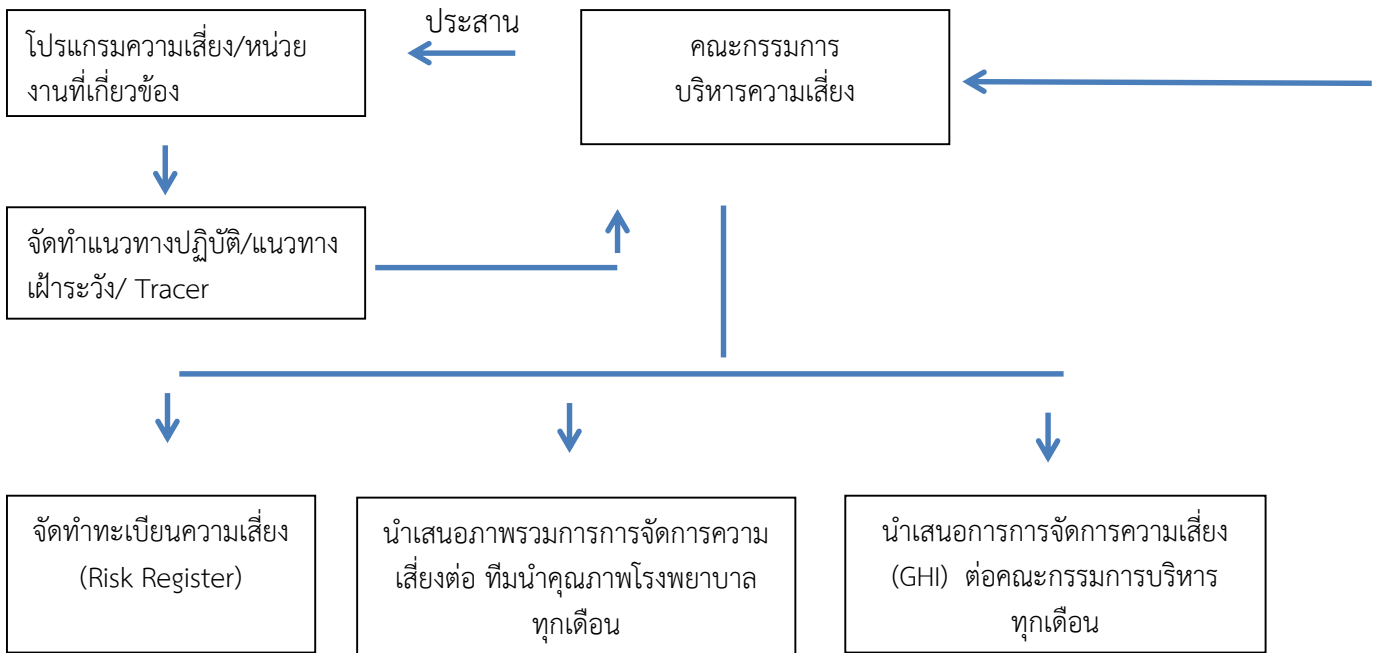 ประสาน
โปรแกรมความเสี่ยง/หน่วย
งานที่เกี่ยวข้อง
คณะกรรมการ
บริหารความเสี่ยง
จัดทำแนวทางปฏิบัติ/แนวทาง
เฝ้าระวัง/ Tracer
จัดทำทะเบียนความเสี่ยง
(Risk Register)
นำเสนอภาพรวมการการจัดการความ
เสี่ยงต่อ ทีมนำคุณภาพโรงพยาบาล
ทุกเดือน
นำเสนอการการจัดการความเสี่ยง
(GHI) ต่อคณะกรรมการบริหาร
ทุกเดือน